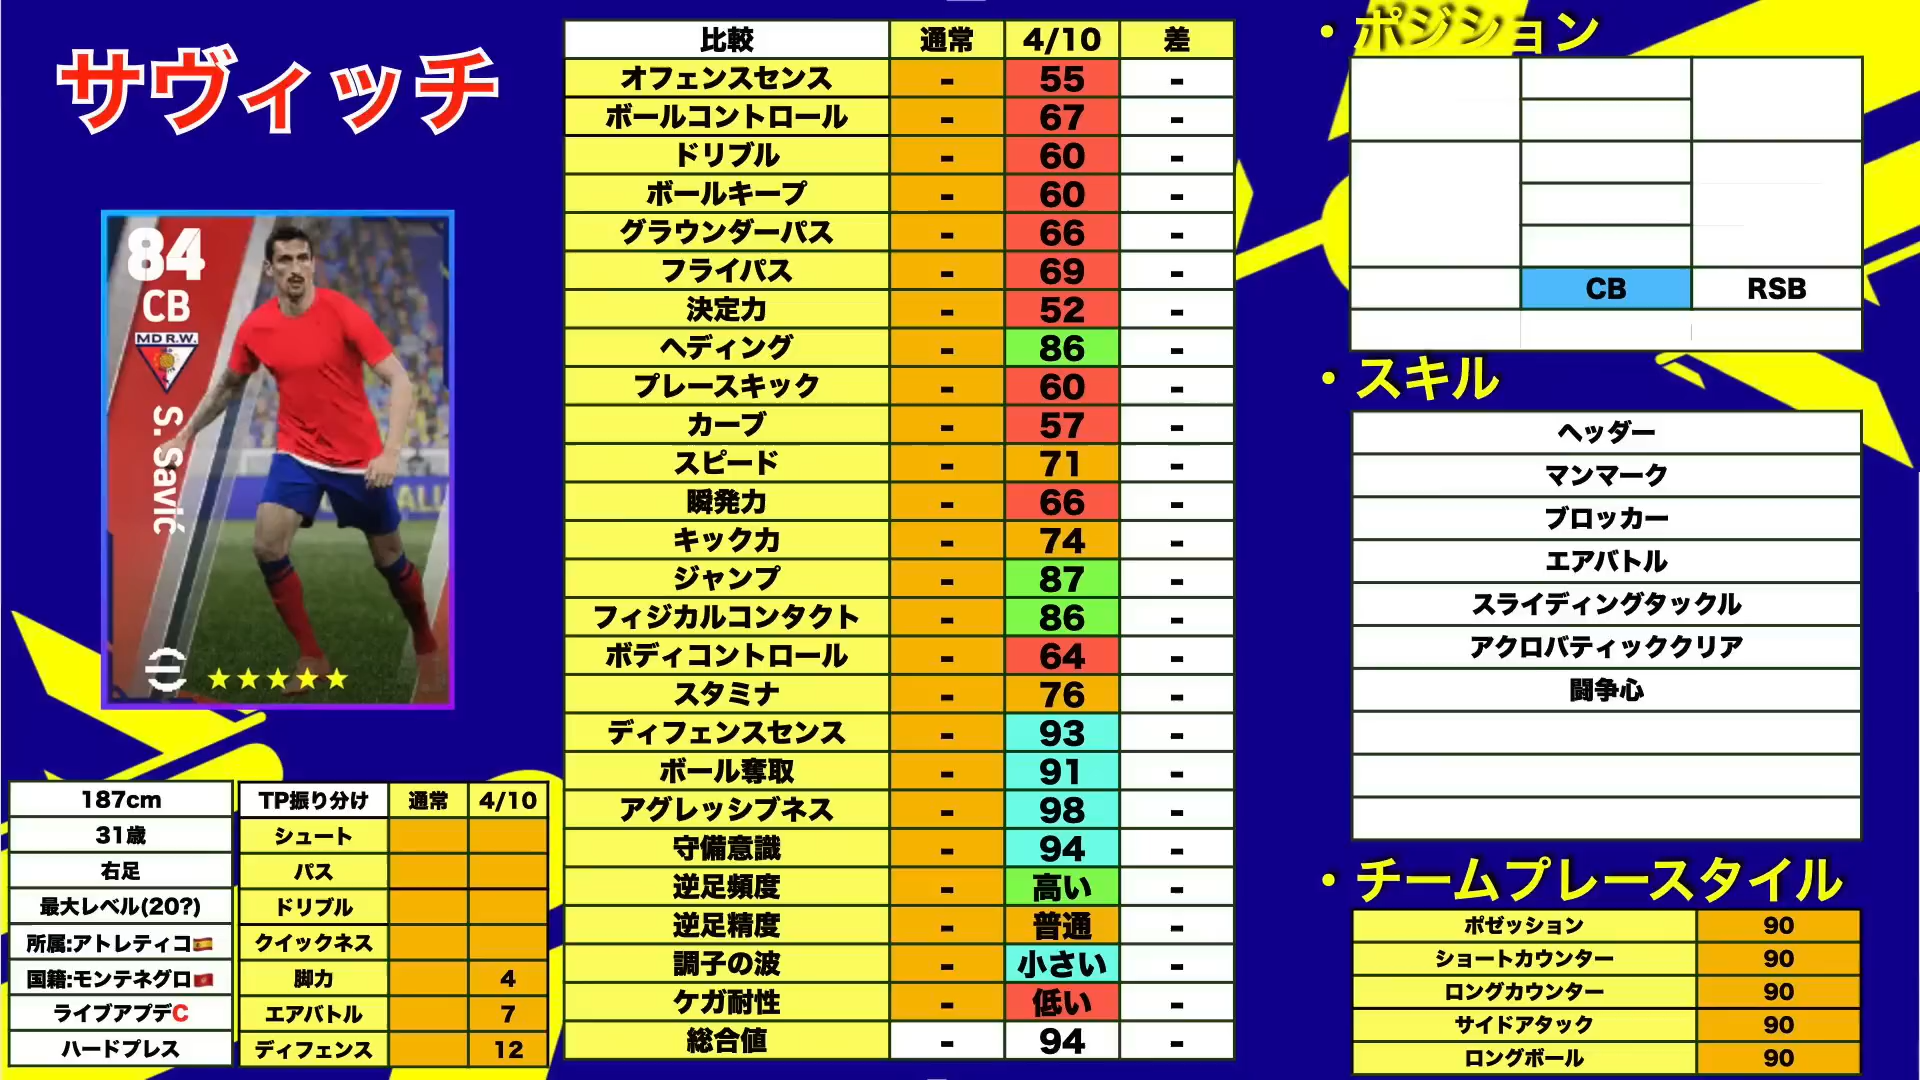 サヴィッチ
84
CB
MD R.W.
S. Savić
187cm
31歳
右足
最大レベル(20?)
所属:アトレティコ🇪🇸
国籍:モンテネグロ🇲🇪
ライブアプデC
ハードプレス
TP振り分け 通常 4/10
シュート
パス
ドリブル
クイックネス
脚力 4
エアバトル 7
ディフェンス 12
比較 通常 4/10 差
オフェンスセンス - 55 -
ボールコントロール - 67 -
ドリブル - 60 -
ボールキープ - 60 -
グラウンダーパス - 66 -
フライパス - 69 -
決定力 - 52 -
ヘディング - 86 -
プレースキック - 60 -
カーブ - 57 -
スピード - 71 -
瞬発力 - 66 -
キック力 - 74 -
ジャンプ - 87 -
フィジカルコンタクト - 86 -
ボディコントロール - 64 -
スタミナ - 76 -
ディフェンスセンス - 93 -
ボール奪取 - 91 -
アグレッシブネス - 98 -
守備意識 - 94 -
逆足頻度 - 高い -
逆足精度 - 普通 -
調子の波 - 小さい -
ケガ耐性 - 低い -
総合値 - 94 -
・ポジション
CB RSB
・スキル
ヘッダー
マンマーク
ブロッカー
エアバトル
スライディングタックル
アクロバティッククリア
闘争心
・チームプレースタイル
ポゼッション 90
ショートカウンター 90
ロングカウンター 90
サイドアタック 90
ロングボール 90